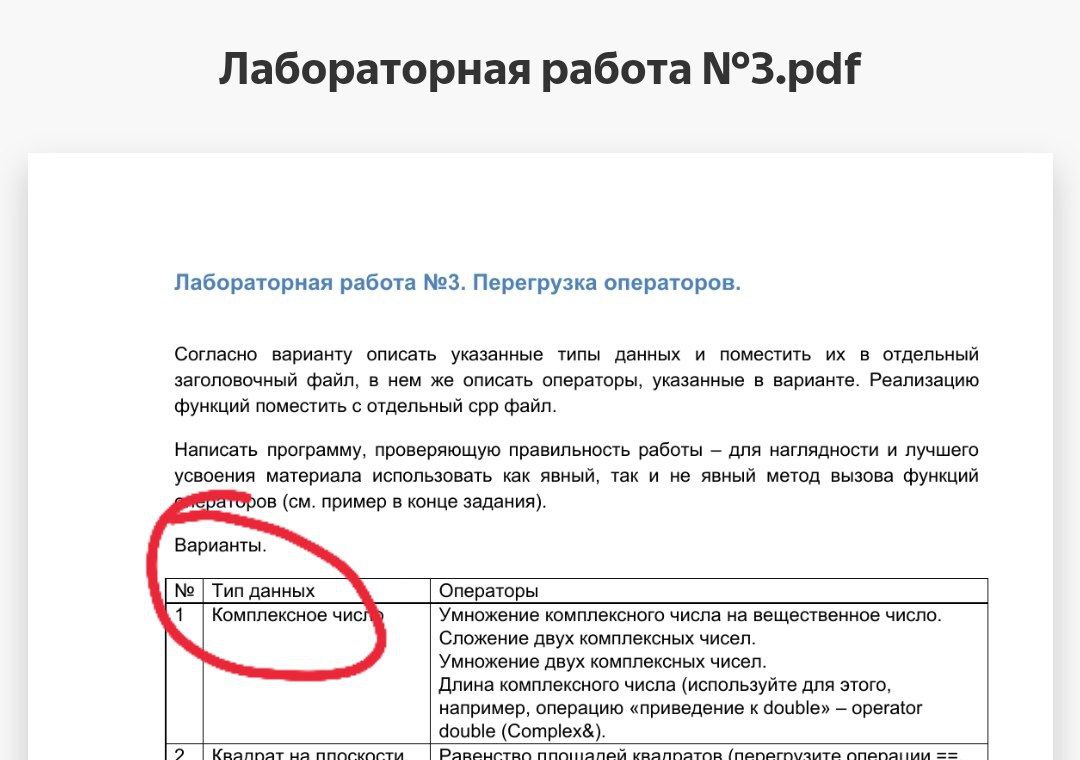 Лабораторная работа №3.pdf
Лабораторная работа №3. Перегрузка операторов.
Согласно варианту описать указанные типы данных и поместить их в отдельный
заголовочный файл, в нем же описать операторы, указанные в варианте. Реализацию
функций поместить с отдельный cpp файл.
Написать программу, проверяющую правильность работы – для наглядности и лучшего
усвоения материала использовать как явный, так и не явный метод вызова функций
операторов (см. пример в конце задания).
Варианты.
№ Тип данных Операторы
1 Комплексное число Умножение комплексного числа на вещественное число.
Сложение двух комплексных чисел.
Умножение двух комплексных чисел.
Длина комплексного числа (используйте для этого,
например, операцию «приведение к double» – operator
double (Complex&).
2 Квадрат на плоскости Равенство площадей квадратов (перегрузите операции ==